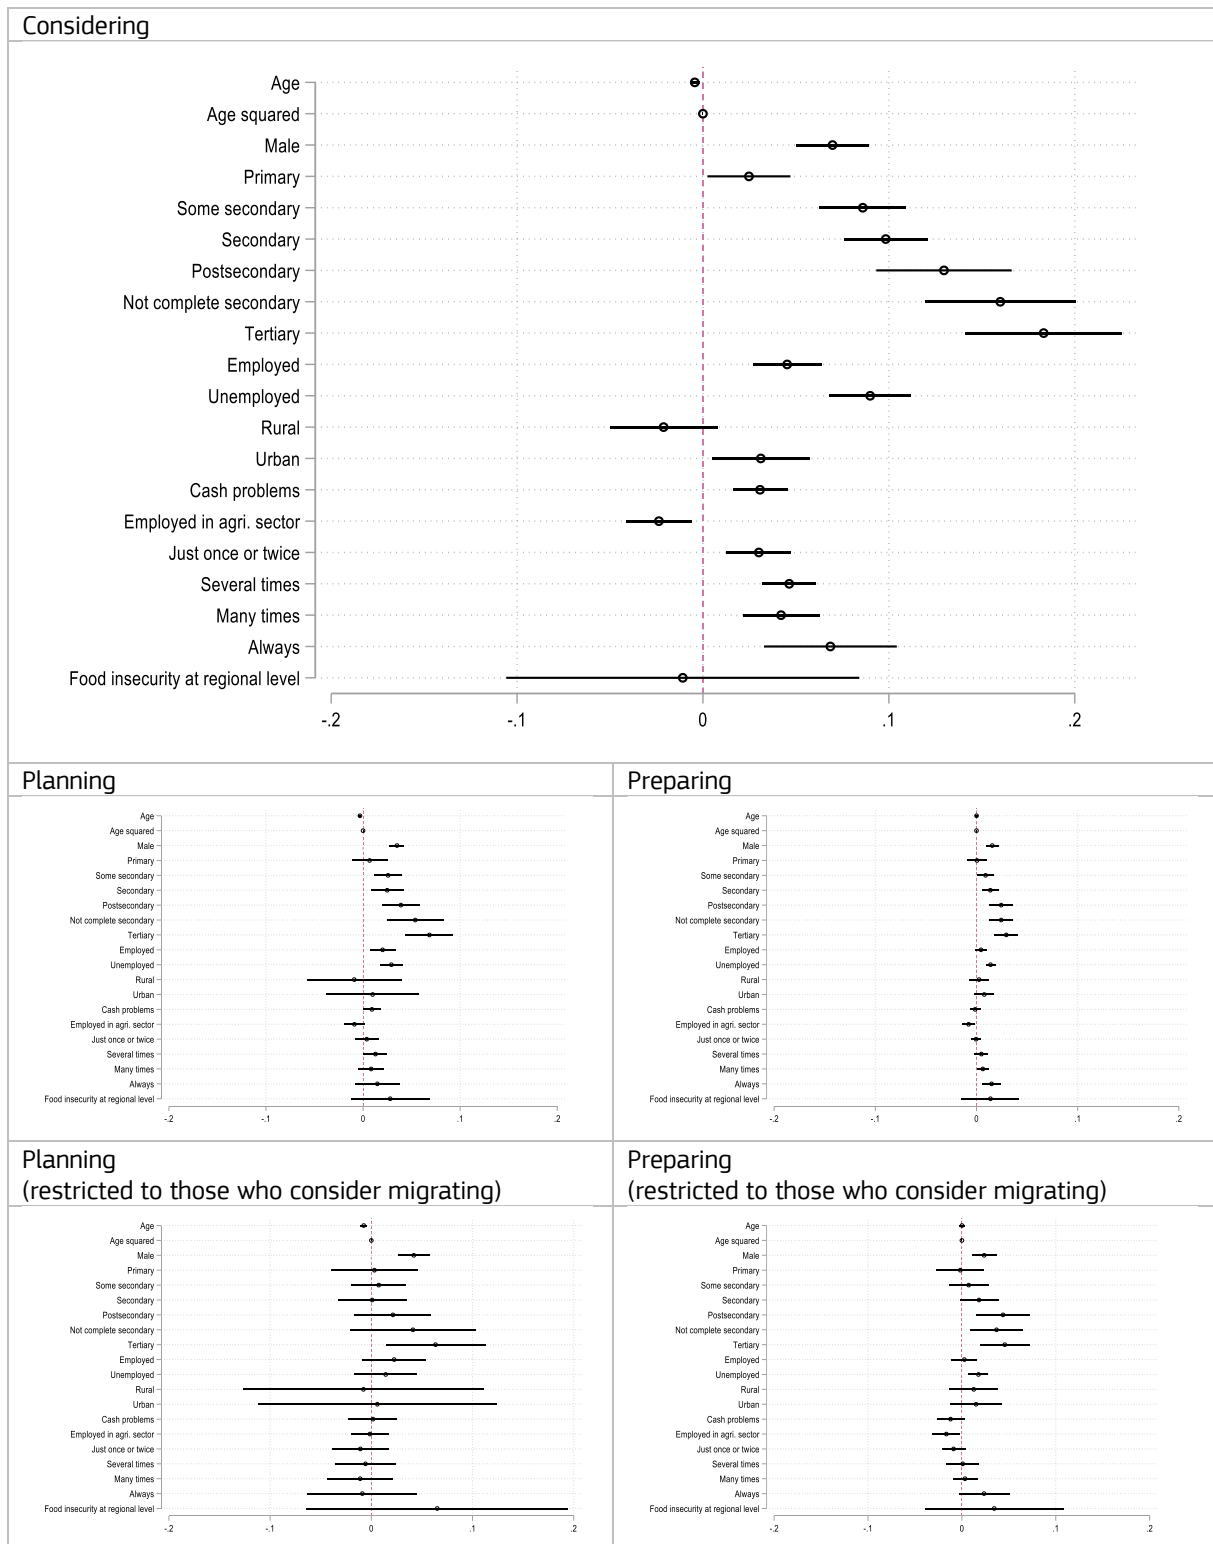 Considering
Age
Age squared
Male
Primary
Some secondary
Secondary
Postsecondary
Not complete secondary
Tertiary
Employed
Unemployed
Rural
Urban
Cash problems
Employed in agri. sector
Just once or twice
Several times
Many times
Always
Food insecurity at regional level
-.2 -.1 0 .1 .2
Planning
Age
Age squared
Male
Primary
Some secondary
Secondary
Postsecondary
Not complete secondary
Tertiary
Employed
Unemployed
Rural
Urban
Cash problems
Employed in agri. sector
Just once or twice
Several times
Many times
Always
Food insecurity at regional level
-.2 -.1 0 .1 .2
Preparing
Age
Age squared
Male
Primary
Some secondary
Secondary
Postsecondary
Not complete secondary
Tertiary
Employed
Unemployed
Rural
Urban
Cash problems
Employed in agri. sector
Just once or twice
Several times
Many times
Always
Food insecurity at regional level
-.2 -.1 0 .1 .2
Planning
(restricted to those who consider migrating)
Age
Age squared
Male
Primary
Some secondary
Secondary
Postsecondary
Not complete secondary
Tertiary
Employed
Unemployed
Rural
Urban
Cash problems
Employed in agri. sector
Just once or twice
Several times
Many times
Always
Food insecurity at regional level
-.2 -.1 0 .1 .2
Preparing
(restricted to those who consider migrating)
Age
Age squared
Male
Primary
Some secondary
Secondary
Postsecondary
Not complete secondary
Tertiary
Employed
Unemployed
Rural
Urban
Cash problems
Employed in agri. sector
Just once or twice
Several times
Many times
Always
Food insecurity at regional level
-.2 -.1 0 .1 .2